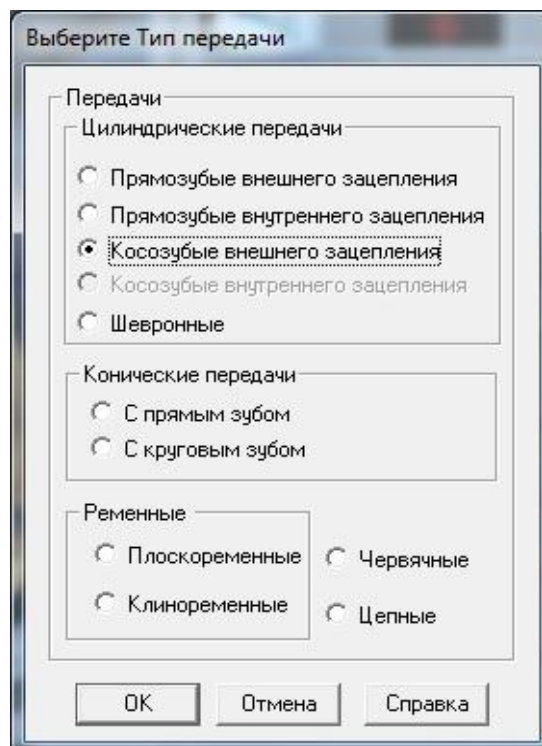 Выберите Тип передачи
Передачи
Цилиндрические передачи
Прямозубые внешнего зацепления
Прямозубые внутреннего зацепления
Косозубые внешнего зацепления
Косозубые внутреннего зацепления
Шевронные
Конические передачи
С прямым зубом
С круговым зубом
Ременные
Плоскоременные
Червячные
Клиноременные
Цепные
OK
Отмена
Справка